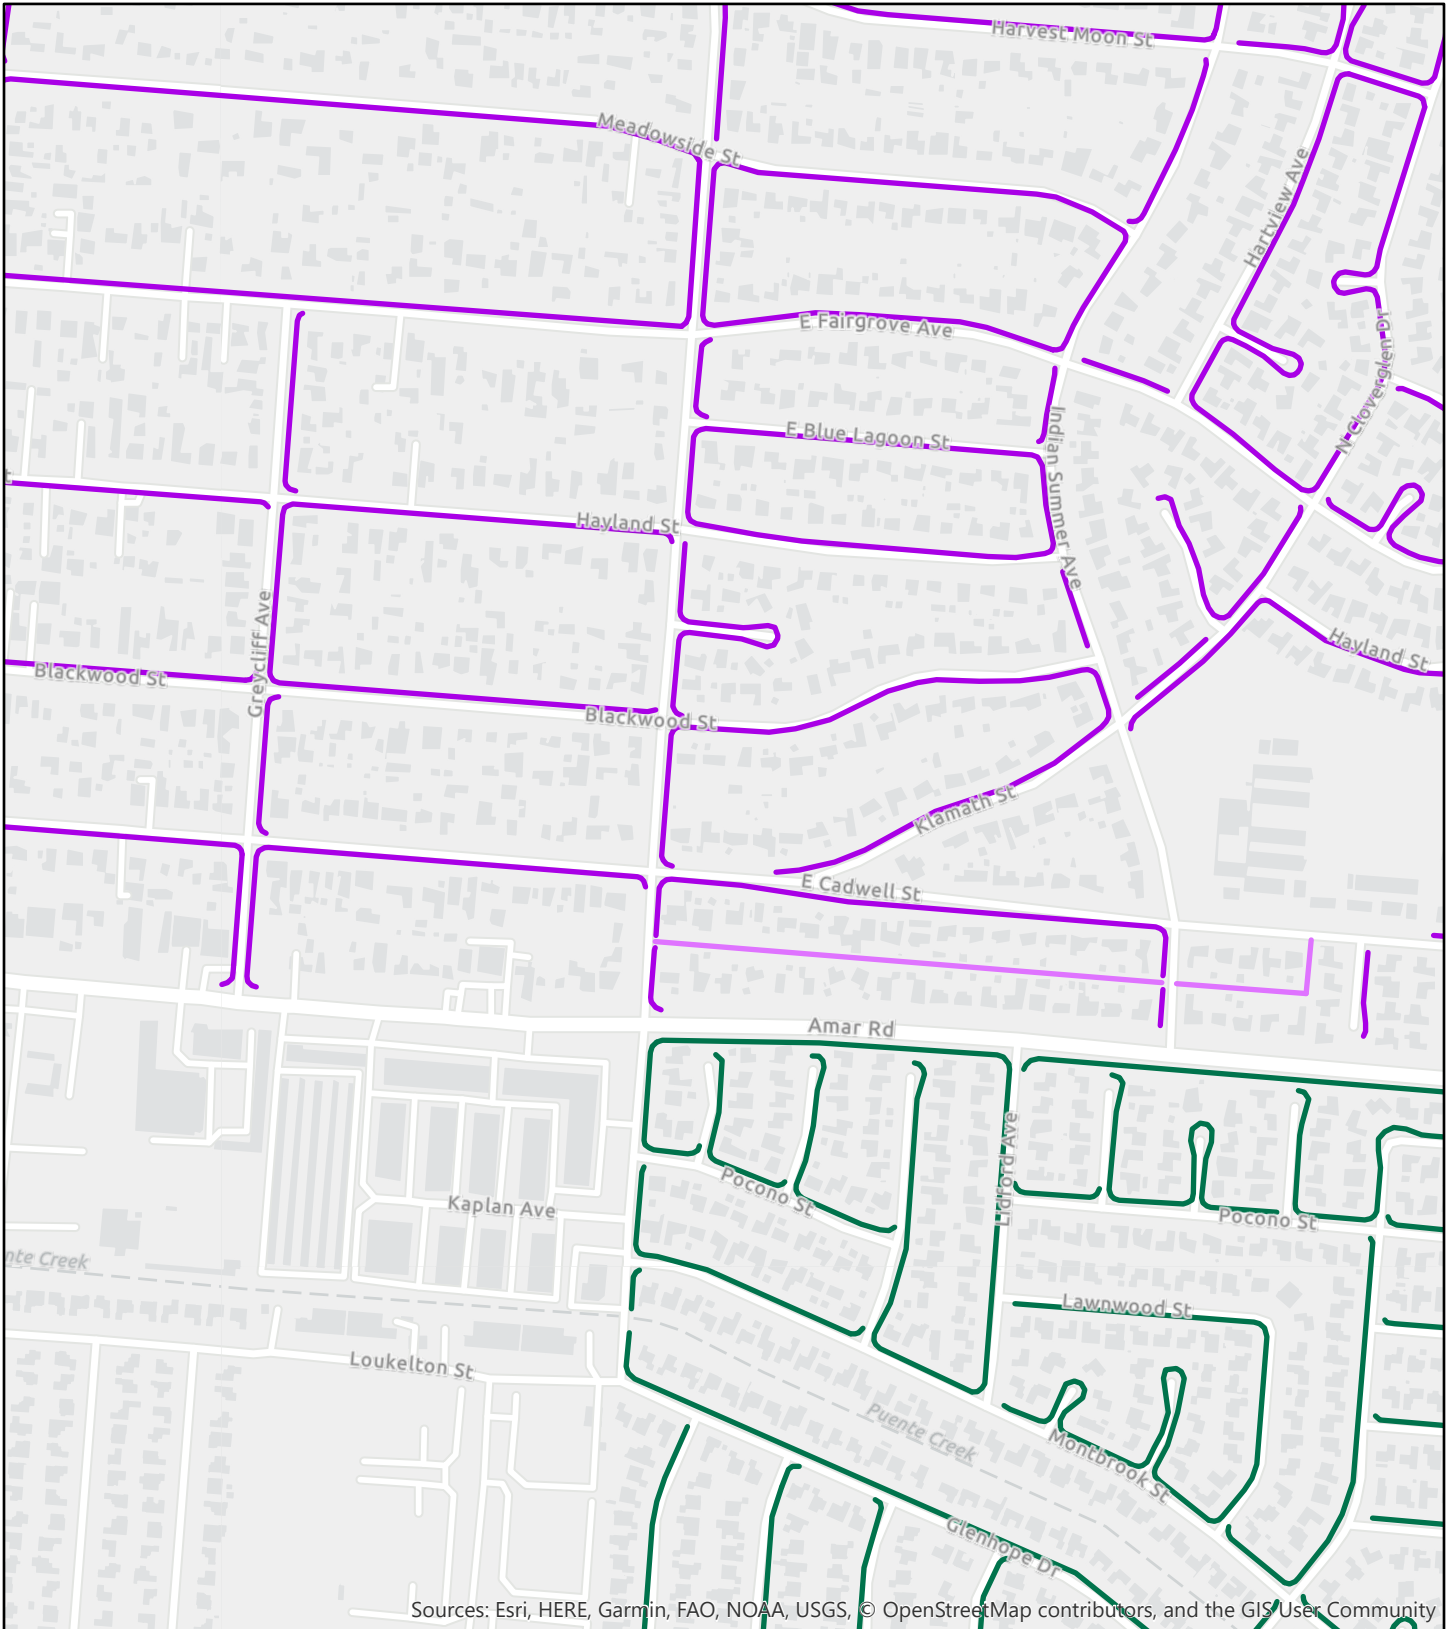 Harvest Moon St
Meadowside St
Hartview Ave
E Fairgrove Ave
N Cloverglen Dr
E Blue Lagoon St
Indian Summer Ave
Hayland St
Greycliff Ave
Hayland St
Blackwood St
Blackwood St
Klamath St
E Cadwell St
Amar Rd
Lidford Ave
Pocono St
Kaplan Ave
Pocono St
nte Creek
Lawnwood St
Loukelton St
Puente Creek
Montbrook St
Glenhope Dr
Sources: Esri, HERE, Garmin, FAO, NOAA, USGS, © OpenStreetMap contributors, and the GIS User Community